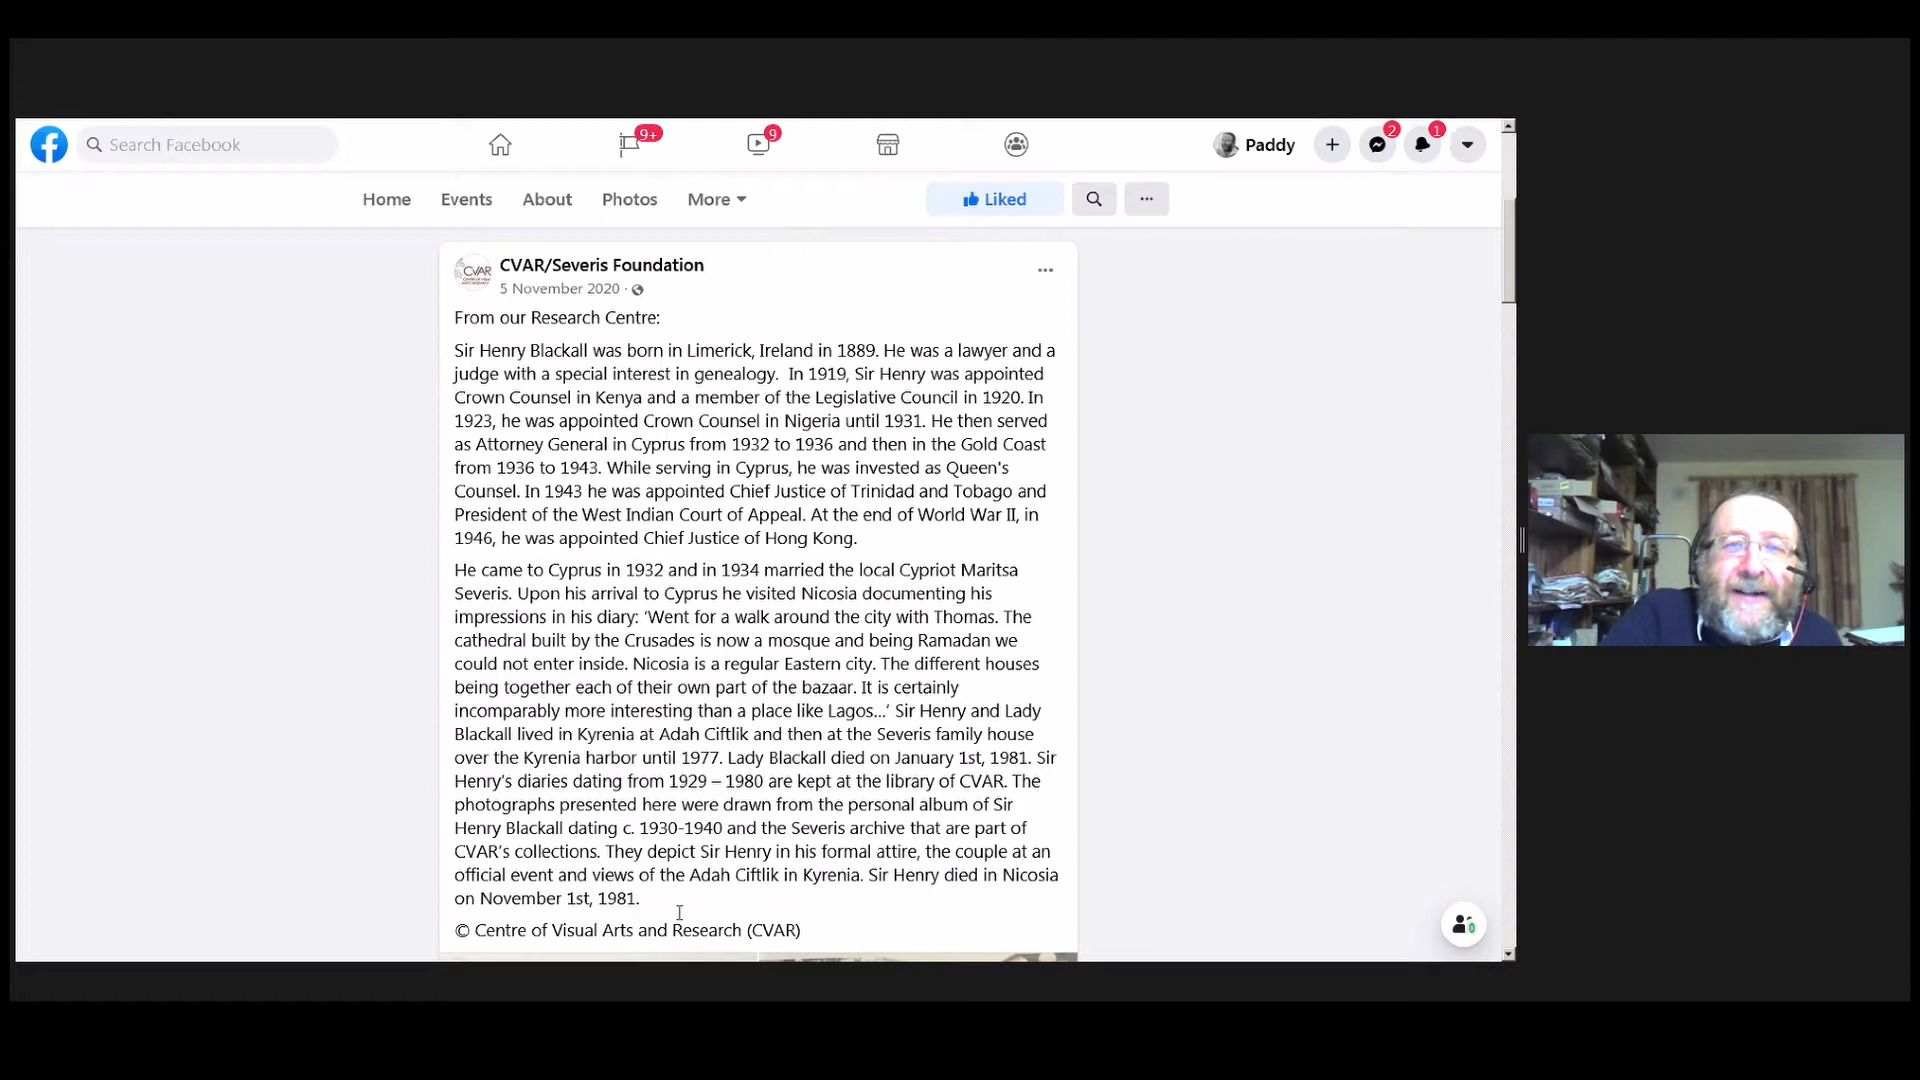 Search Facebook
9+
9
Paddy
2
1
Home
Events
About
Photos
More
Liked
CVAR
CVAR/Severis Foundation
5 November 2020 ·
From our Research Centre:
Sir Henry Blackall was born in Limerick, Ireland in 1889. He was a lawyer and a
judge with a special interest in genealogy.  In 1919, Sir Henry was appointed
Crown Counsel in Kenya and a member of the Legislative Council in 1920. In
1923, he was appointed Crown Counsel in Nigeria until 1931. He then served
as Attorney General in Cyprus from 1932 to 1936 and then in the Gold Coast
from 1936 to 1943. While serving in Cyprus, he was invested as Queen's
Counsel. In 1943 he was appointed Chief Justice of Trinidad and Tobago and
President of the West Indian Court of Appeal. At the end of World War II, in
1946, he was appointed Chief Justice of Hong Kong.
He came to Cyprus in 1932 and in 1934 married the local Cypriot Maritsa
Severis. Upon his arrival to Cyprus he visited Nicosia documenting his
impressions in his diary: ‘Went for a walk around the city with Thomas. The
cathedral built by the Crusades is now a mosque and being Ramadan we
could not enter inside. Nicosia is a regular Eastern city. The different houses
being together each of their own part of the bazaar. It is certainly
incomparably more interesting than a place like Lagos…’ Sir Henry and Lady
Blackall lived in Kyrenia at Adah Ciftlik and then at the Severis family house
over the Kyrenia harbor until 1977. Lady Blackall died on January 1st, 1981. Sir
Henry’s diaries dating from 1929 – 1980 are kept at the library of CVAR. The
photographs presented here were drawn from the personal album of Sir
Henry Blackall dating c. 1930-1940 and the Severis archive that are part of
CVAR’s collections. They depict Sir Henry in his formal attire, the couple at an
official event and views of the Adah Ciftlik in Kyrenia. Sir Henry died in Nicosia
on November 1st, 1981.
© Centre of Visual Arts and Research (CVAR)
0